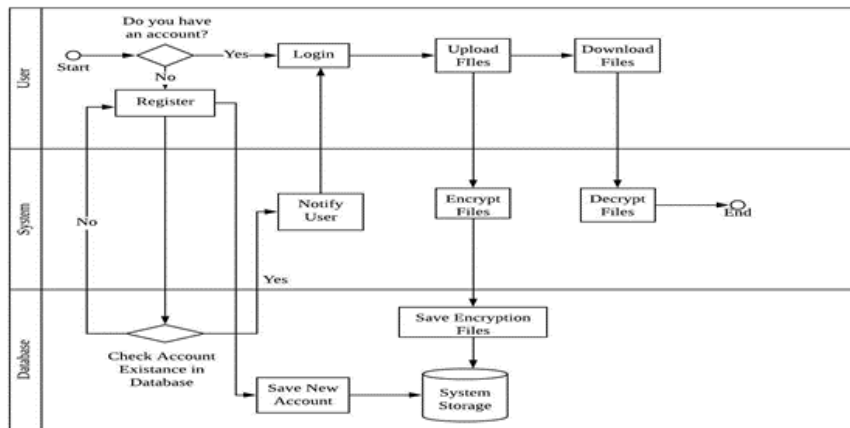 Do you have
an account?
Start
Yes
Login
Upload
FIles
Download
Files
No
Register
User
System
Notify
User
Encrypt
Files
Decrypt
Files
End
No
Yes
Database
Check Account
Existance in
Database
Save Encryption
Files
Save New
Account
System
Storage